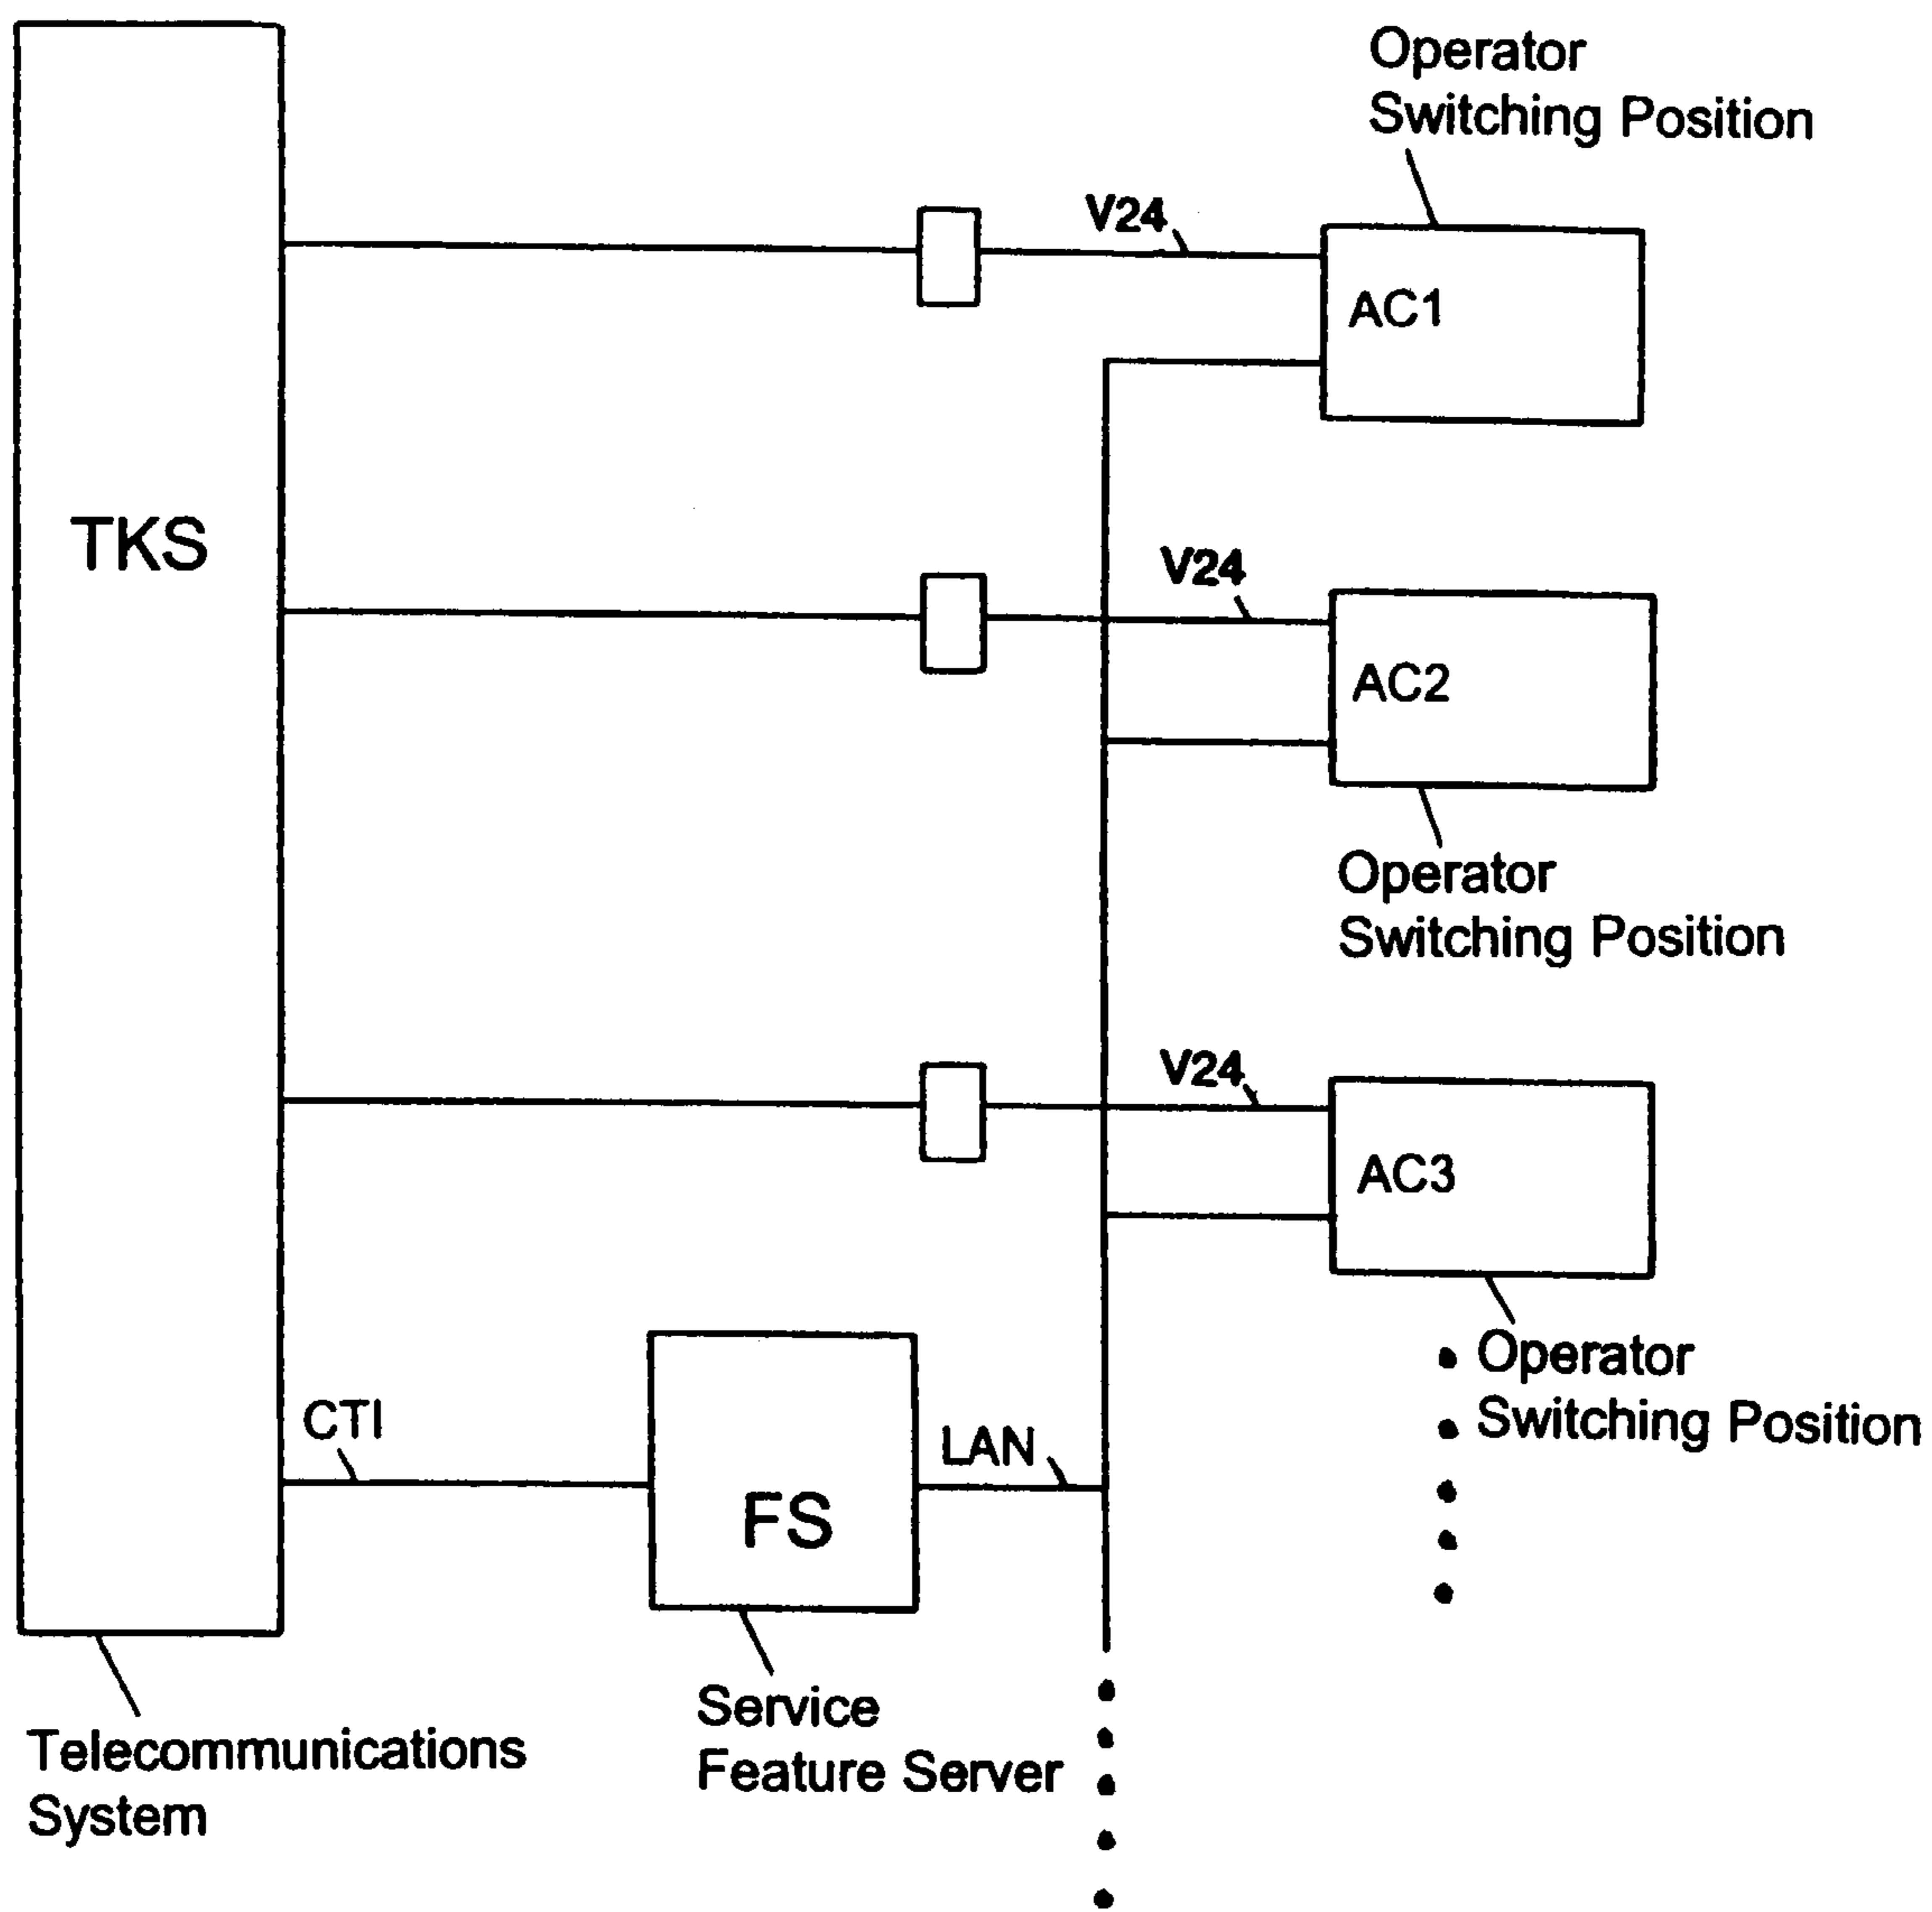 Operator
Switching Position
V24
AC1
TKS
V24
AC2
Operator
Switching Position
V24
AC3
Operator
Switching Position
CTI
LAN
FS
Service
Feature Server
Telecommunications
System